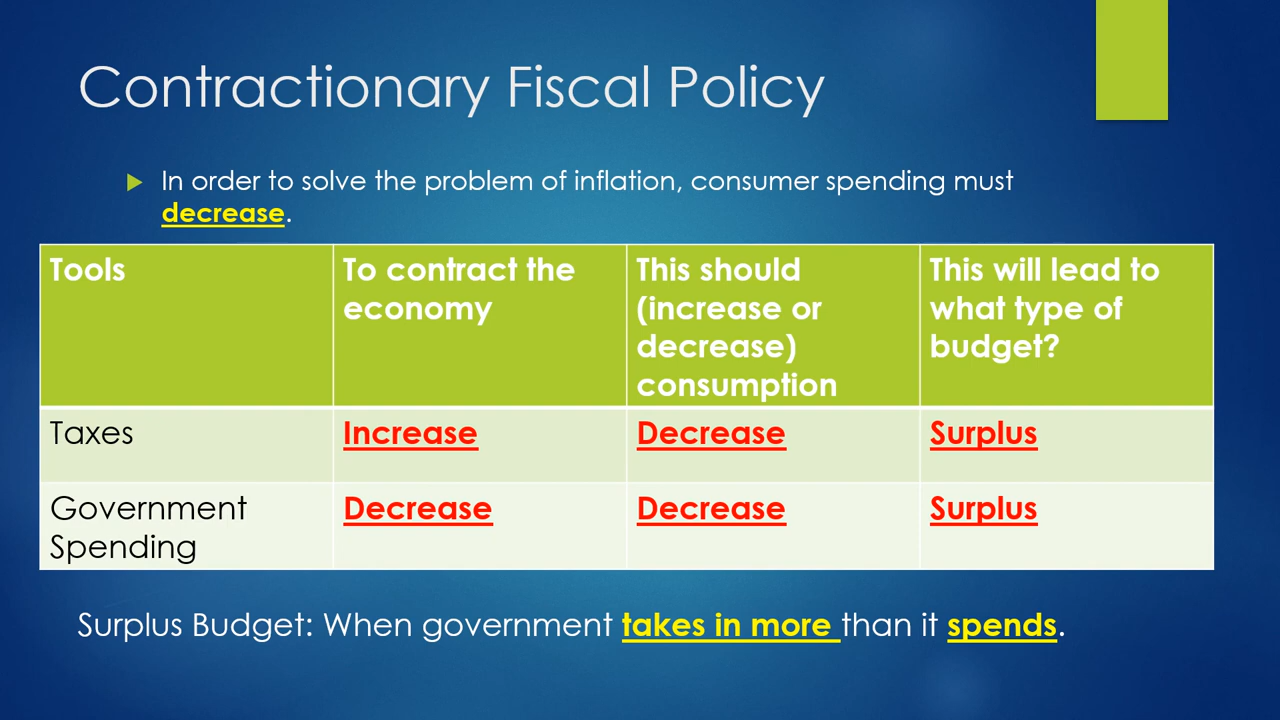 Contractionary Fiscal Policy
In order to solve the problem of inflation, consumer spending must
decrease.
Tools
To contract the
economy
This should
(increase or
decrease)
consumption
This will lead to
what type of
budget?
Taxes
Increase
Decrease
Surplus
Government
Spending
Decrease
Decrease
Surplus
Surplus Budget: When government takes in more than it spends.